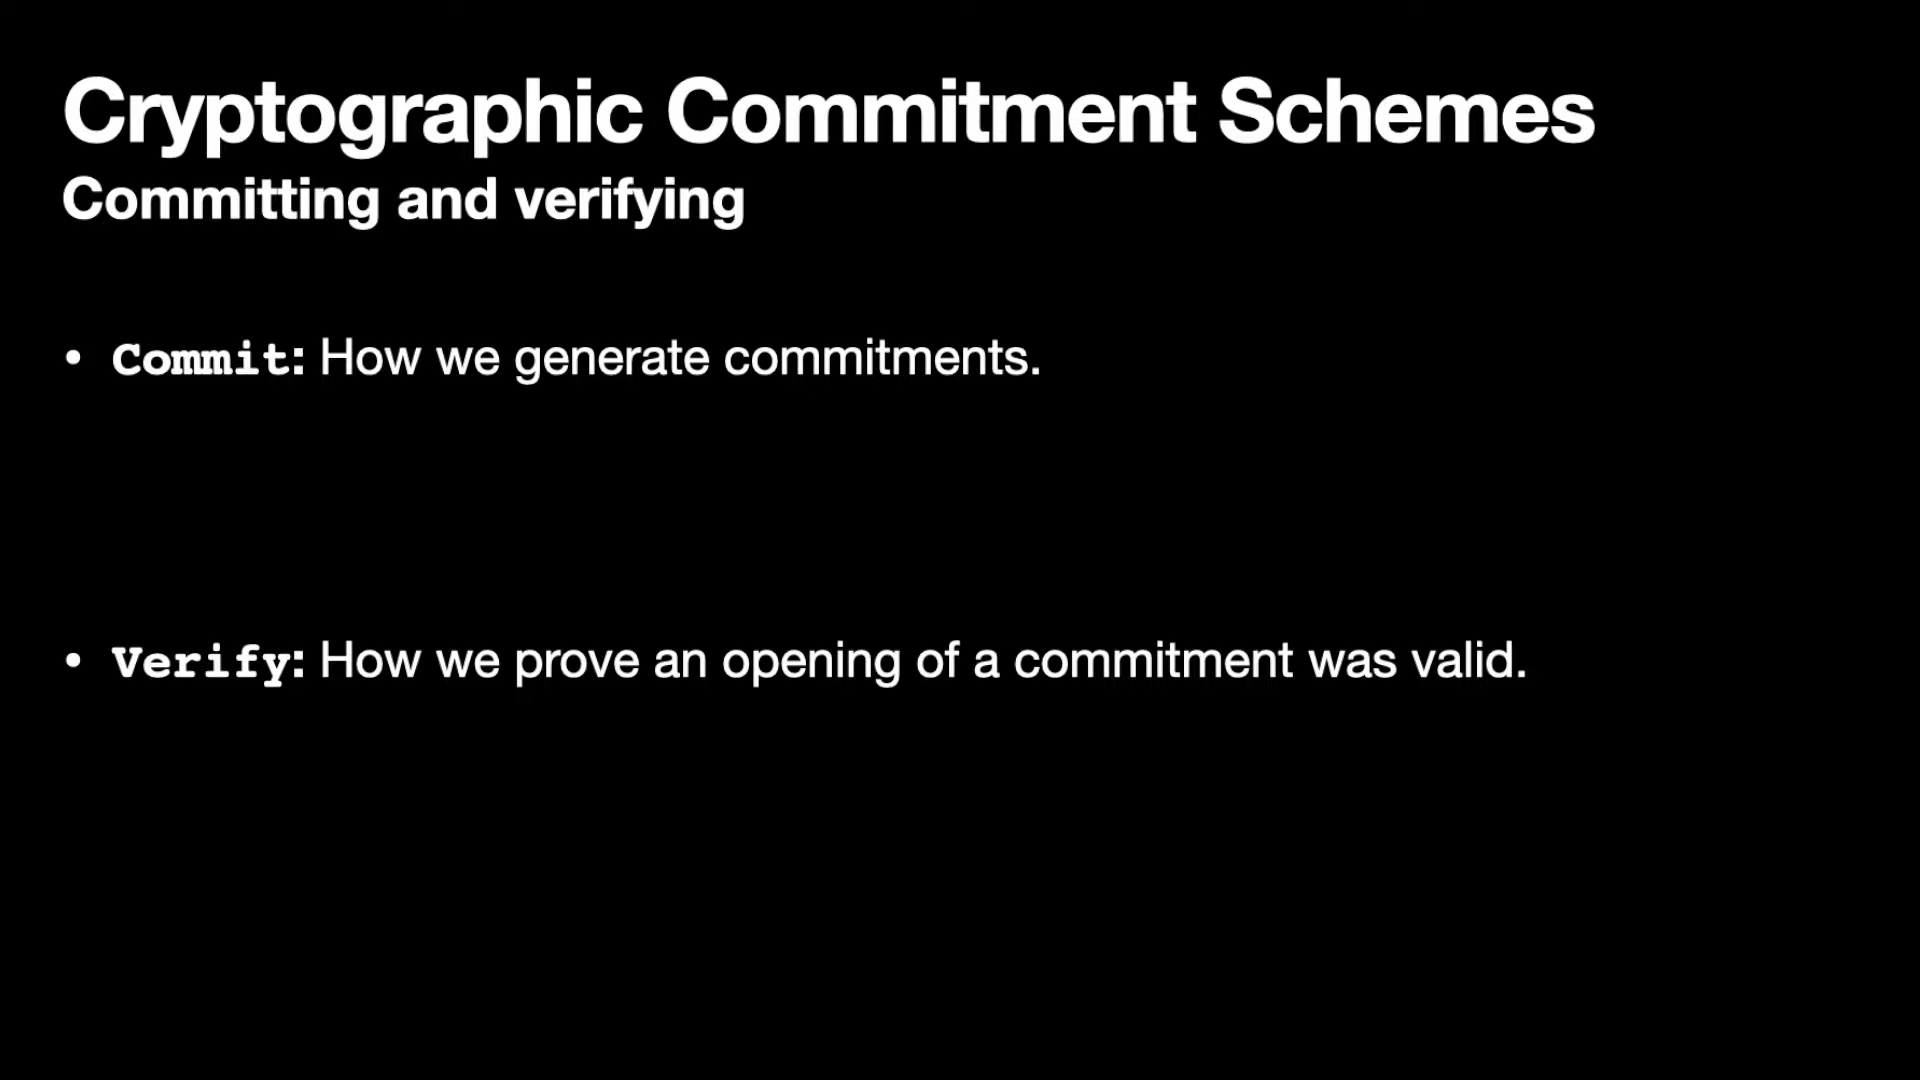 Cryptographic Commitment Schemes
Committing and verifying
• Commit: How we generate commitments.
• Verify: How we prove an opening of a commitment was valid.